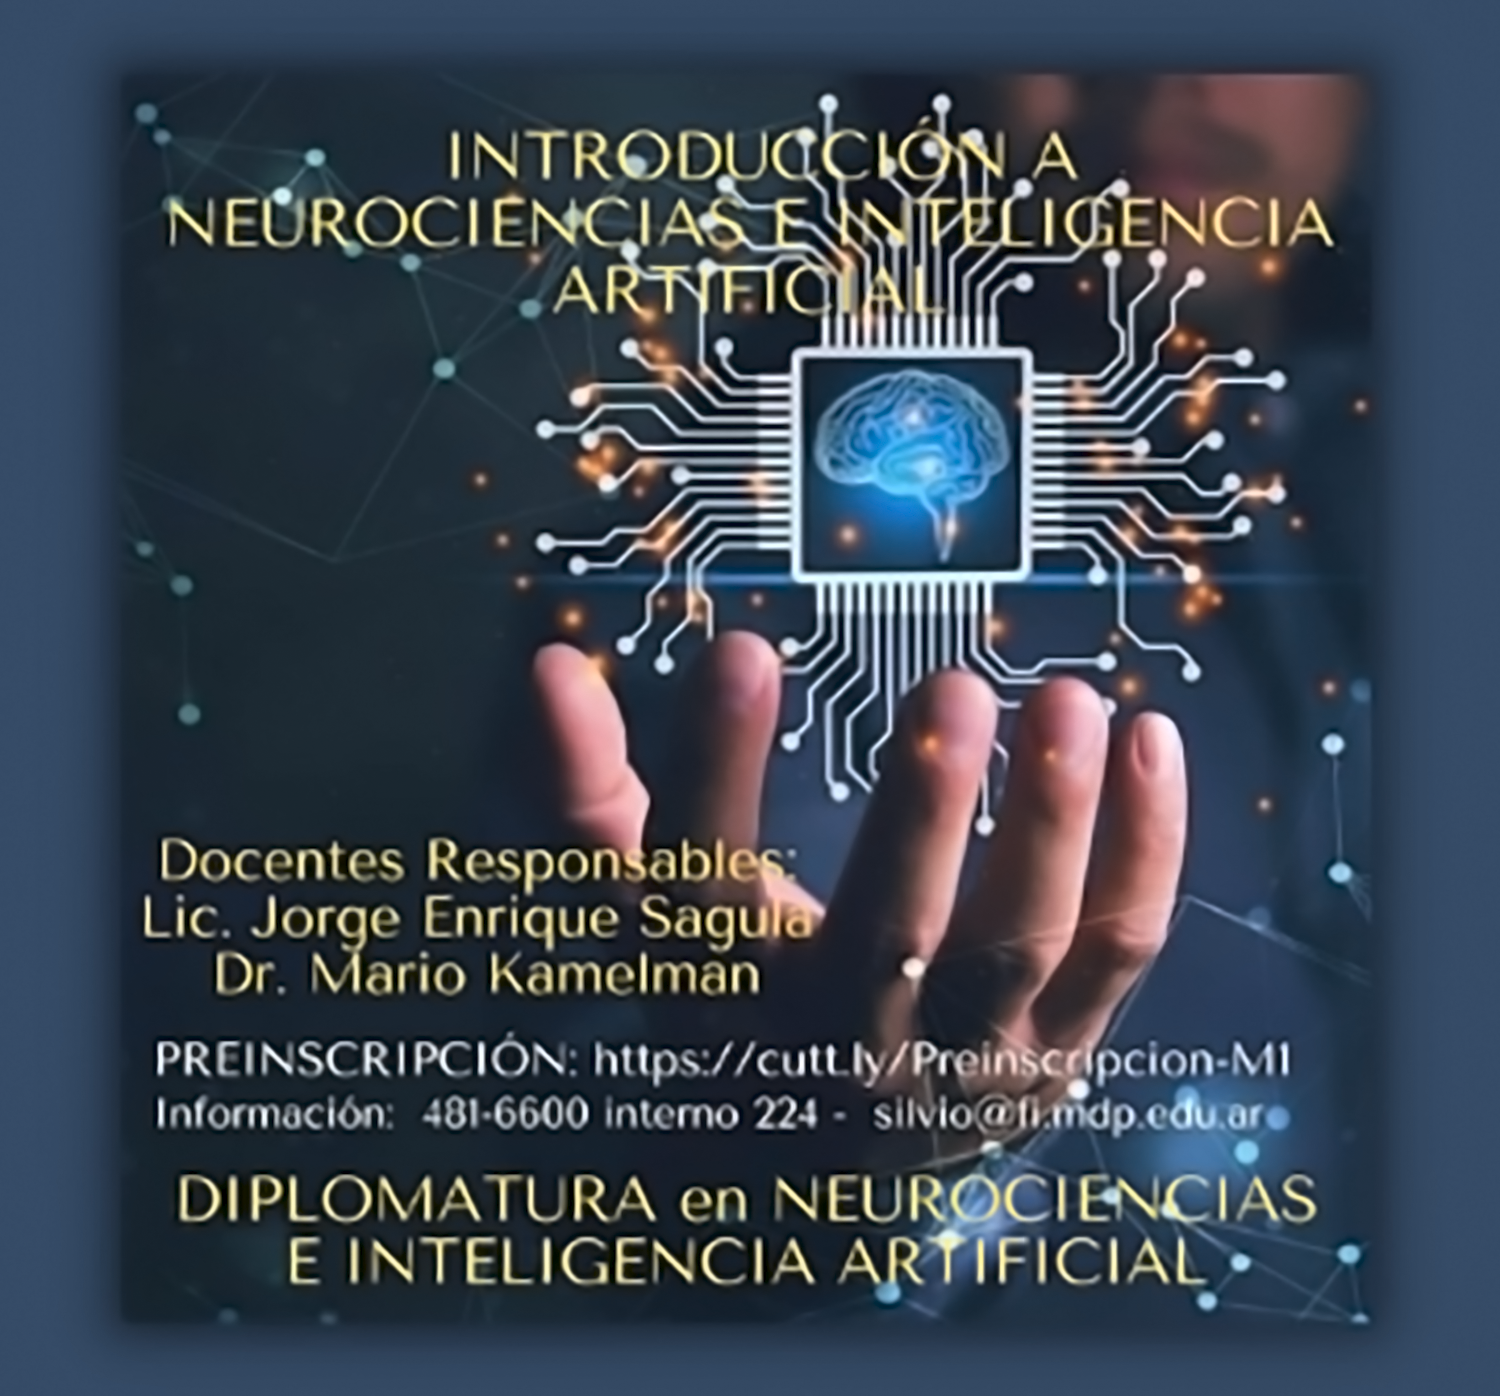 INTRODUCCIÓN A
NEUROCIENCIAS E INTELIGENCIA
ARTIFICIAL
Docentes Responsables:
Lic. Jorge Enrique Sagula
Dr. Mario Kamelman
PREINSCRIPCIÓN: https://cutt.ly/Preinscripcion-M1
Información: 481-6600 interno 224 - silvio@fi.mdp.edu.ar
DIPLOMATURA en NEUROCIENCIAS
E INTELIGENCIA ARTIFICIAL